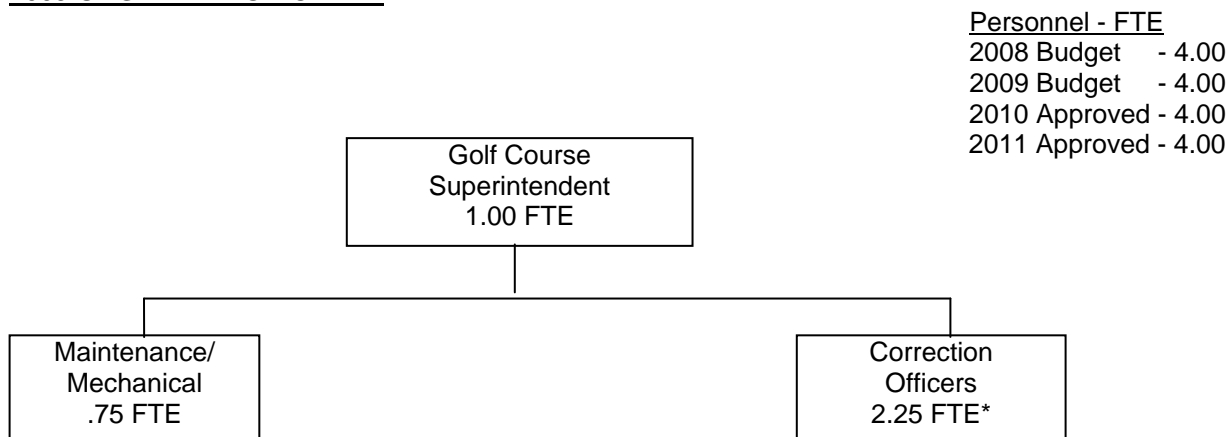 Personnel - FTE
2008 Budget - 4.00
2009 Budget - 4.00
2010 Approved - 4.00
2011 Approved - 4.00
Golf Course
Superintendent
1.00 FTE
Maintenance/
Mechanical
.75 FTE
Correction
Officers
2.25 FTE*